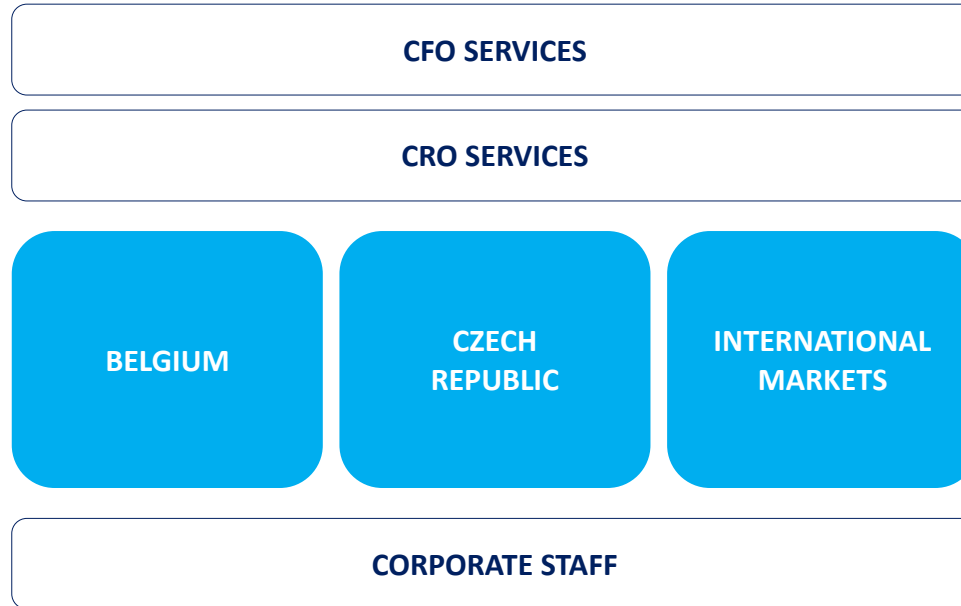 CFO SERVICES
CRO SERVICES
BELGIUM
CZECH
REPUBLIC
INTERNATIONAL
MARKETS
CORPORATE STAFF